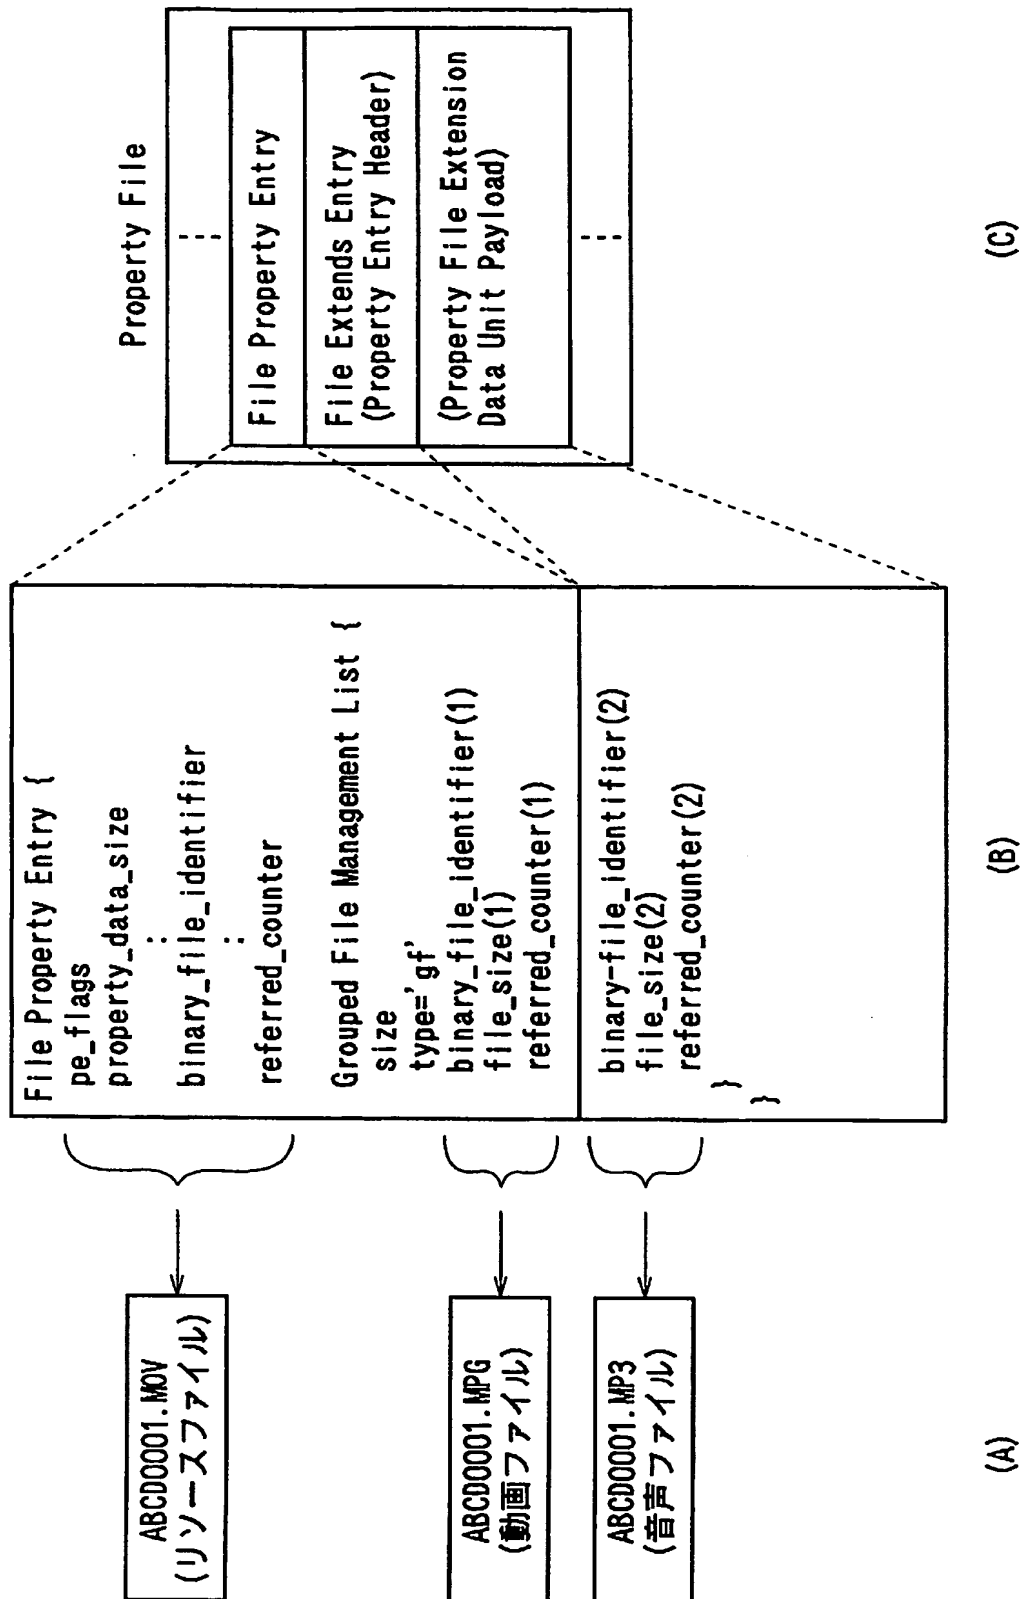 ABCD0001.MOV
(リソースファイル)
ABCD0001.MPG
(動画ファイル)
ABCD0001.MP3
(音声ファイル)
(A)
File Property Entry {
pe_flags
property_data_size
:
binary_file_identifier
:
referred_counter
Grouped File Management List {
size
type='gf'
binary_file_identifier(1)
file_size(1)
referred_counter(1)
binary-file_identifier(2)
file_size(2)
referred_counter(2)
}
}
(B)
Property File
File Property Entry
File Extends Entry
(Property Entry Header)
(Property File Extension
Data Unit Payload)
(C)